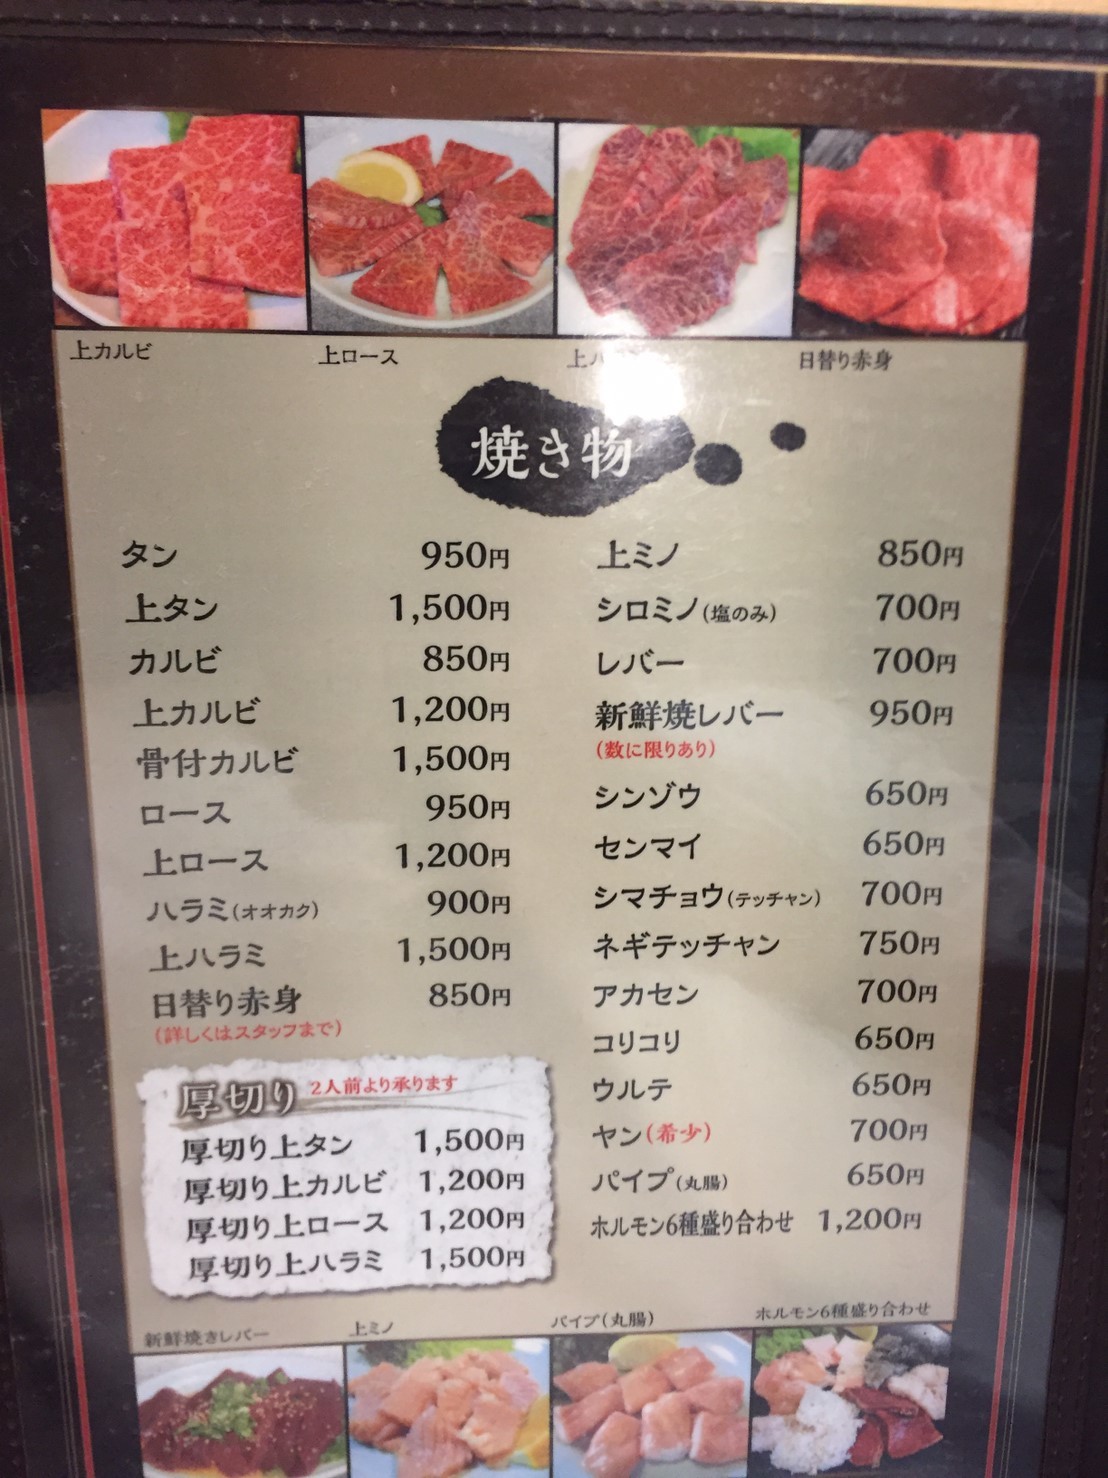 上カルビ
上ロース
上ハ
日替り赤身
焼き物
タン 950円
上タン 1,500円
カルビ 850円
上カルビ 1,200円
骨付カルビ 1,500円
ロース 950円
上ロース 1,200円
ハラミ(オオカク) 900円
上ハラミ 1,500円
日替り赤身 850円
(詳しくはスタッフまで)
厚切り 2人前より承ります
厚切り上タン 1,500円
厚切り上カルビ 1,200円
厚切り上ロース 1,200円
厚切り上ハラミ 1,500円
上ミノ 850円
シロミノ(塩のみ) 700円
レバー 700円
新鮮焼レバー 950円
(数に限りあり)
シンゾウ 650円
センマイ 650円
シマチョウ(テッチャン) 700円
ネギテッチャン 750円
アカセン 700円
コリコリ 650円
ウルテ 650円
ヤン(希少) 700円
パイプ(丸腸) 650円
ホルモン6種盛り合わせ 1,200円
新鮮焼きレバー
上ミノ
パイプ(丸腸)
ホルモン6種盛り合わせ